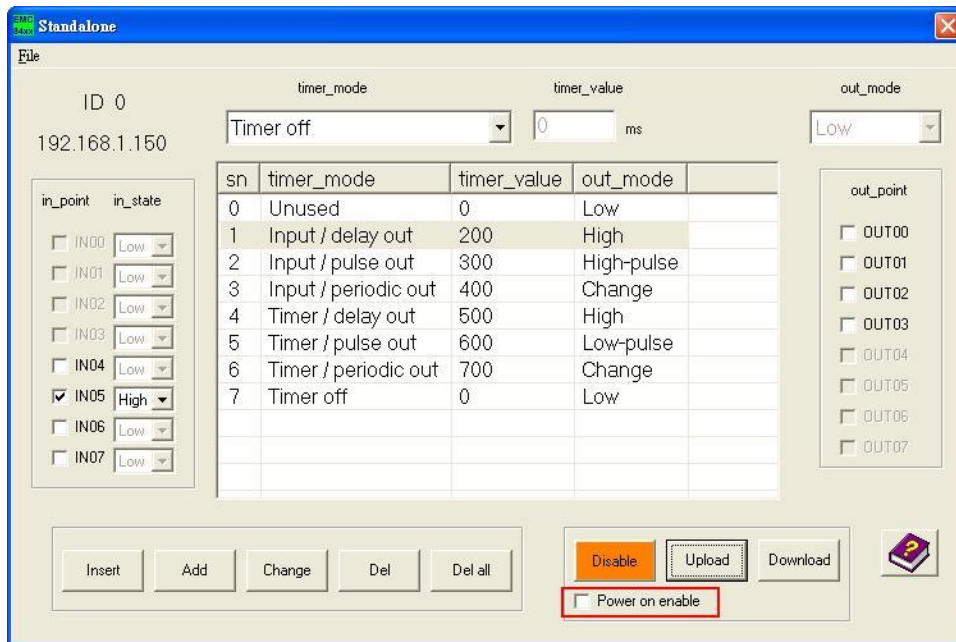 EMC 34xx Standalone
File
ID 0
192.168.1.150
timer_mode
Timer off
timer_value
0 ms
out_mode
Low
in_point in_state
IN00 Low
IN01 Low
IN02 Low
IN03 Low
IN04 Low
IN05 High
IN06 Low
IN07 Low
sn timer_mode timer_value out_mode
0 Unused 0 Low
1 Input / delay out 200 High
2 Input / pulse out 300 High-pulse
3 Input / periodic out 400 Change
4 Timer / delay out 500 High
5 Timer / pulse out 600 Low-pulse
6 Timer / periodic out 700 Change
7 Timer off 0 Low
out_point
OUT00
OUT01
OUT02
OUT03
OUT04
OUT05
OUT06
OUT07
Insert Add Change Del Del all
Disable Upload Download
Power on enable
?